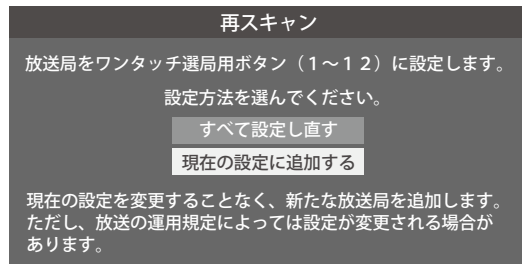 再スキャン
放送局をワンタッチ選局用ボタン（１～１２）に設定します。
設定方法を選んでください。
すべて設定し直す
現在の設定に追加する
現在の設定を変更することなく、新たな放送局を追加します。
ただし、放送の運用規定によっては設定が変更される場合が
あります。